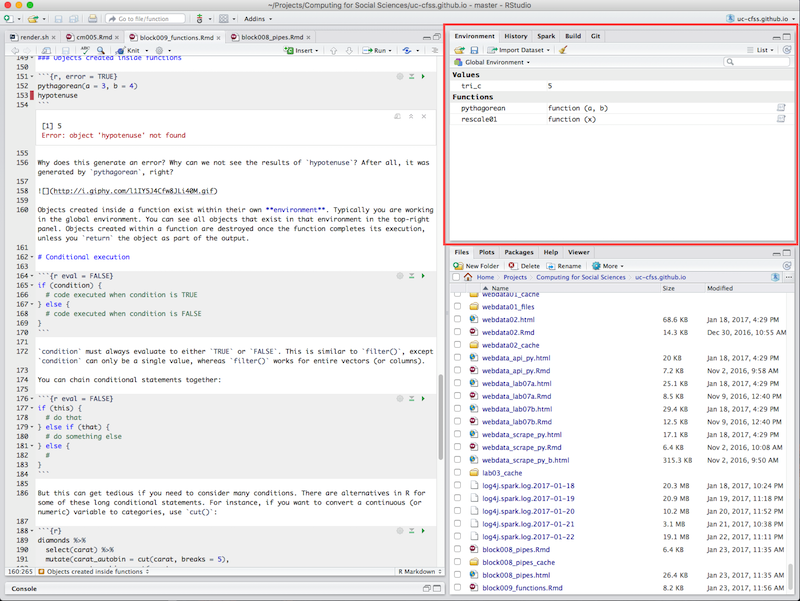 ~/Projects/Computing for Social Sciences/uc-cfss.github.io - master - RStudio
Go to file/function
Addins
uc-cfss.github.io
render.sh
cm005.Rmd
block009_functions.Rmd
block008_pipes.Rmd
Knit
Insert
Run
149 ### Objects created inside functions
150
151 ```{r, error = TRUE}
152 pythagorean(a = 3, b = 4)
153 hypotenuse
154 ```
[1] 5
Error: object 'hypotenuse' not found
155
156 Why does this generate an error? Why can we not see the results of `hypotenuse`? After all, it was
generated by `pythagorean`, right?
157
158 ![](http://i.giphy.com/l1IY5J4Cfw8JLi40M.gif)
159
160 Objects created inside a function exist within their own **environment**. Typically you are working
in the global environment. You can see all objects that exist in that environment in the top-right
panel. Objects created within a function are destroyed once the function completes its execution,
unless you `return` the object as part of the output.
161
162 # Conditional execution
163
164 ```{r eval = FALSE}
165 if (condition) {
166 # code executed when condition is TRUE
167 } else {
168 # code executed when condition is FALSE
169 }
170 ```
171
172 `condition` must always evaluate to either `TRUE` or `FALSE`. This is similar to `filter()`, except
`condition` can only be a single value, whereas `filter()` works for entire vectors (or columns).
173
174 You can chain conditional statements together:
175
176 ```{r eval = FALSE}
177 if (this) {
178 # do that
179 } else if (that) {
180 # do something else
181 } else {
182 #
183 }
184 ```
185
186 But this can get tedious if you need to consider many conditions. There are alternatives in R for
some of these long conditional statements. For instance, if you want to convert a continuous (or
numeric) variable to categories, use `cut()`:
187
188 ```{r}
189 diamonds %>%
190 select(carat) %>%
191 mutate(carat_autobin = cut(carat, breaks = 5),
160:265 Objects created inside functions R Markdown
Console
Environment History Spark Build Git
Import Dataset List
Global Environment
Values
tri_c 5
Functions
pythagorean function (a, b)
rescale01 function (x)
Files Plots Packages Help Viewer
New Folder Delete Rename More
Home Projects Computing for Social Sciences uc-cfss.github.io
Name Size Modified
webdata01_cache
webdata01_files
webdata02.html 68.6 KB Jan 18, 2017, 4:29 PM
webdata02.Rmd 14.3 KB Dec 30, 2016, 10:55 AM
webdata02_cache
webdata_api_py.html 20 KB Jan 18, 2017, 4:29 PM
webdata_api_py.Rmd 7.2 KB Nov 2, 2016, 9:58 AM
webdata_lab07a.html 25.1 KB Jan 18, 2017, 4:29 PM
webdata_lab07a.Rmd 8.5 KB Nov 9, 2016, 12:40 PM
webdata_lab07b.html 29.4 KB Jan 18, 2017, 4:29 PM
webdata_lab07b.Rmd 12.5 KB Nov 9, 2016, 12:40 PM
webdata_scrape_py.html 17.1 KB Jan 18, 2017, 4:29 PM
webdata_scrape_py.Rmd 6.4 KB Nov 2, 2016, 10:08 AM
webdata_scrape_py_b.html 315.3 KB Nov 2, 2016, 9:50 AM
lab03_cache
log4j.spark.log.2017-01-18 20.3 MB Jan 18, 2017, 10:24 PM
log4j.spark.log.2017-01-19 20.9 MB Jan 19, 2017, 11:18 PM
log4j.spark.log.2017-01-20 10.2 MB Jan 20, 2017, 11:52 PM
log4j.spark.log.2017-01-21 3.1 MB Jan 21, 2017, 10:38 PM
log4j.spark.log.2017-01-22 19.1 MB Jan 22, 2017, 11:11 PM
block008_pipes.Rmd 6.4 KB Jan 23, 2017, 11:35 AM
block008_pipes_cache
block008_pipes.html 26.4 KB Jan 23, 2017, 11:35 AM
block009_functions.Rmd 8.2 KB Jan 23, 2017, 11:56 AM